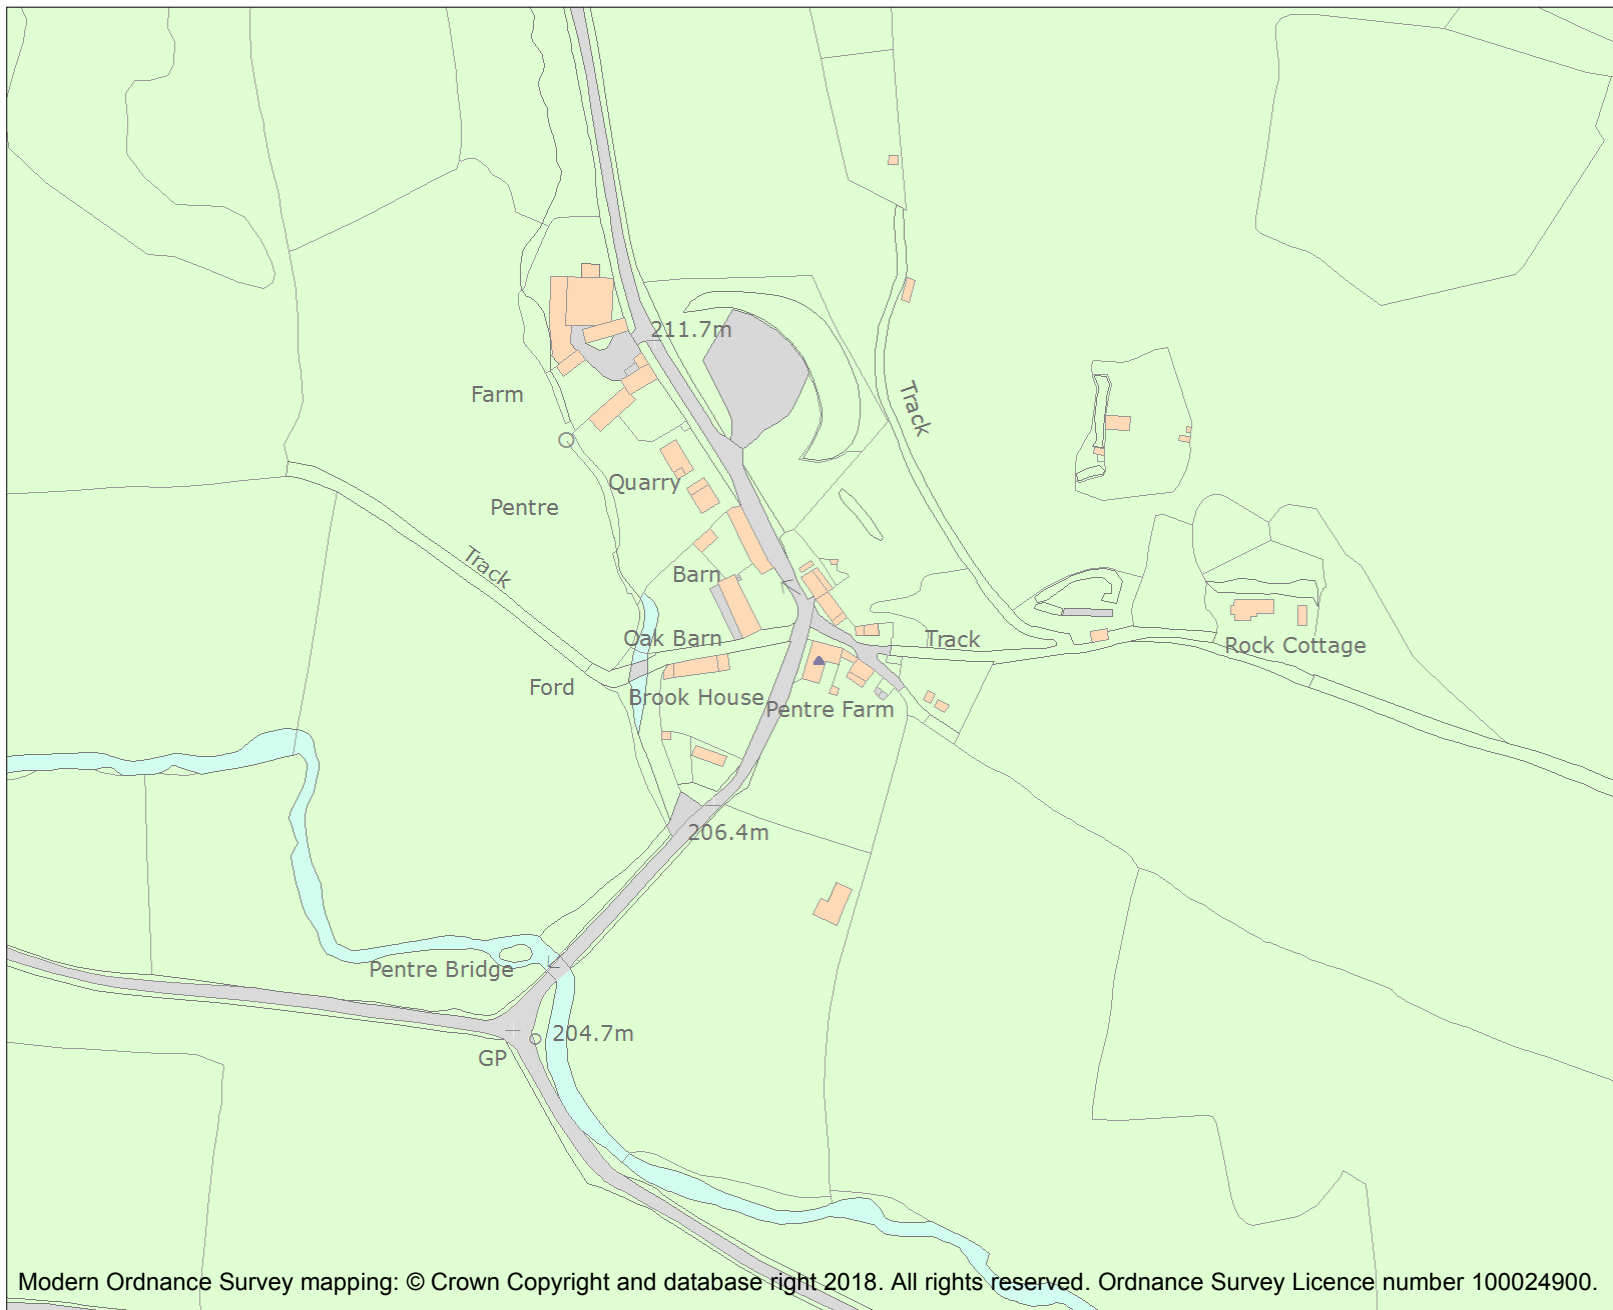 211.7m
Farm
Track
Quarry
Pentre
Track
Barn
Oak Barn
Track
Rock Cottage
Ford
Brook House
Pentre Farm
206.4m
Pentre Bridge
204.7m
GP
Modern Ordnance Survey mapping: © Crown Copyright and database right 2018. All rights reserved. Ordnance Survey Licence number 100024900.